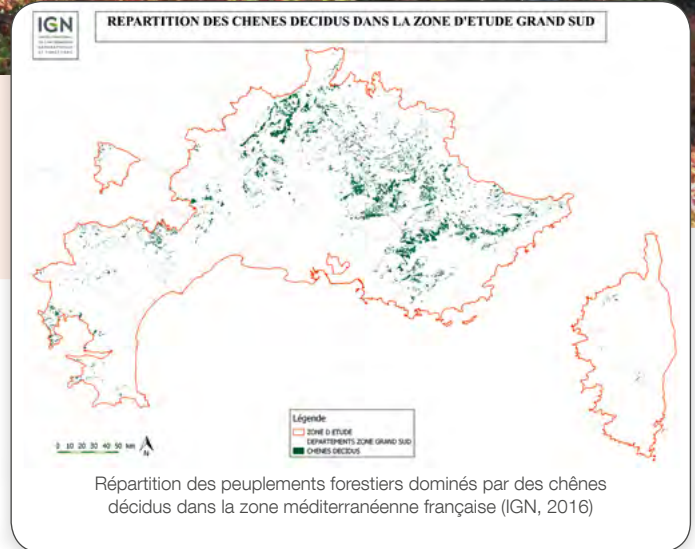 IGN
REPARTITION DES CHENES DECIDUS DANS LA ZONE D'ETUDE GRAND SUD
Légende
ZONE D ETUDE
DEPARTEMENTS ZONE GRAND SUD
CHENES DECIDUS
0 10 20 30 40 50 km
N
Répartition des peuplements forestiers dominés par des chênes
décidus dans la zone méditerranéenne française (IGN, 2016)